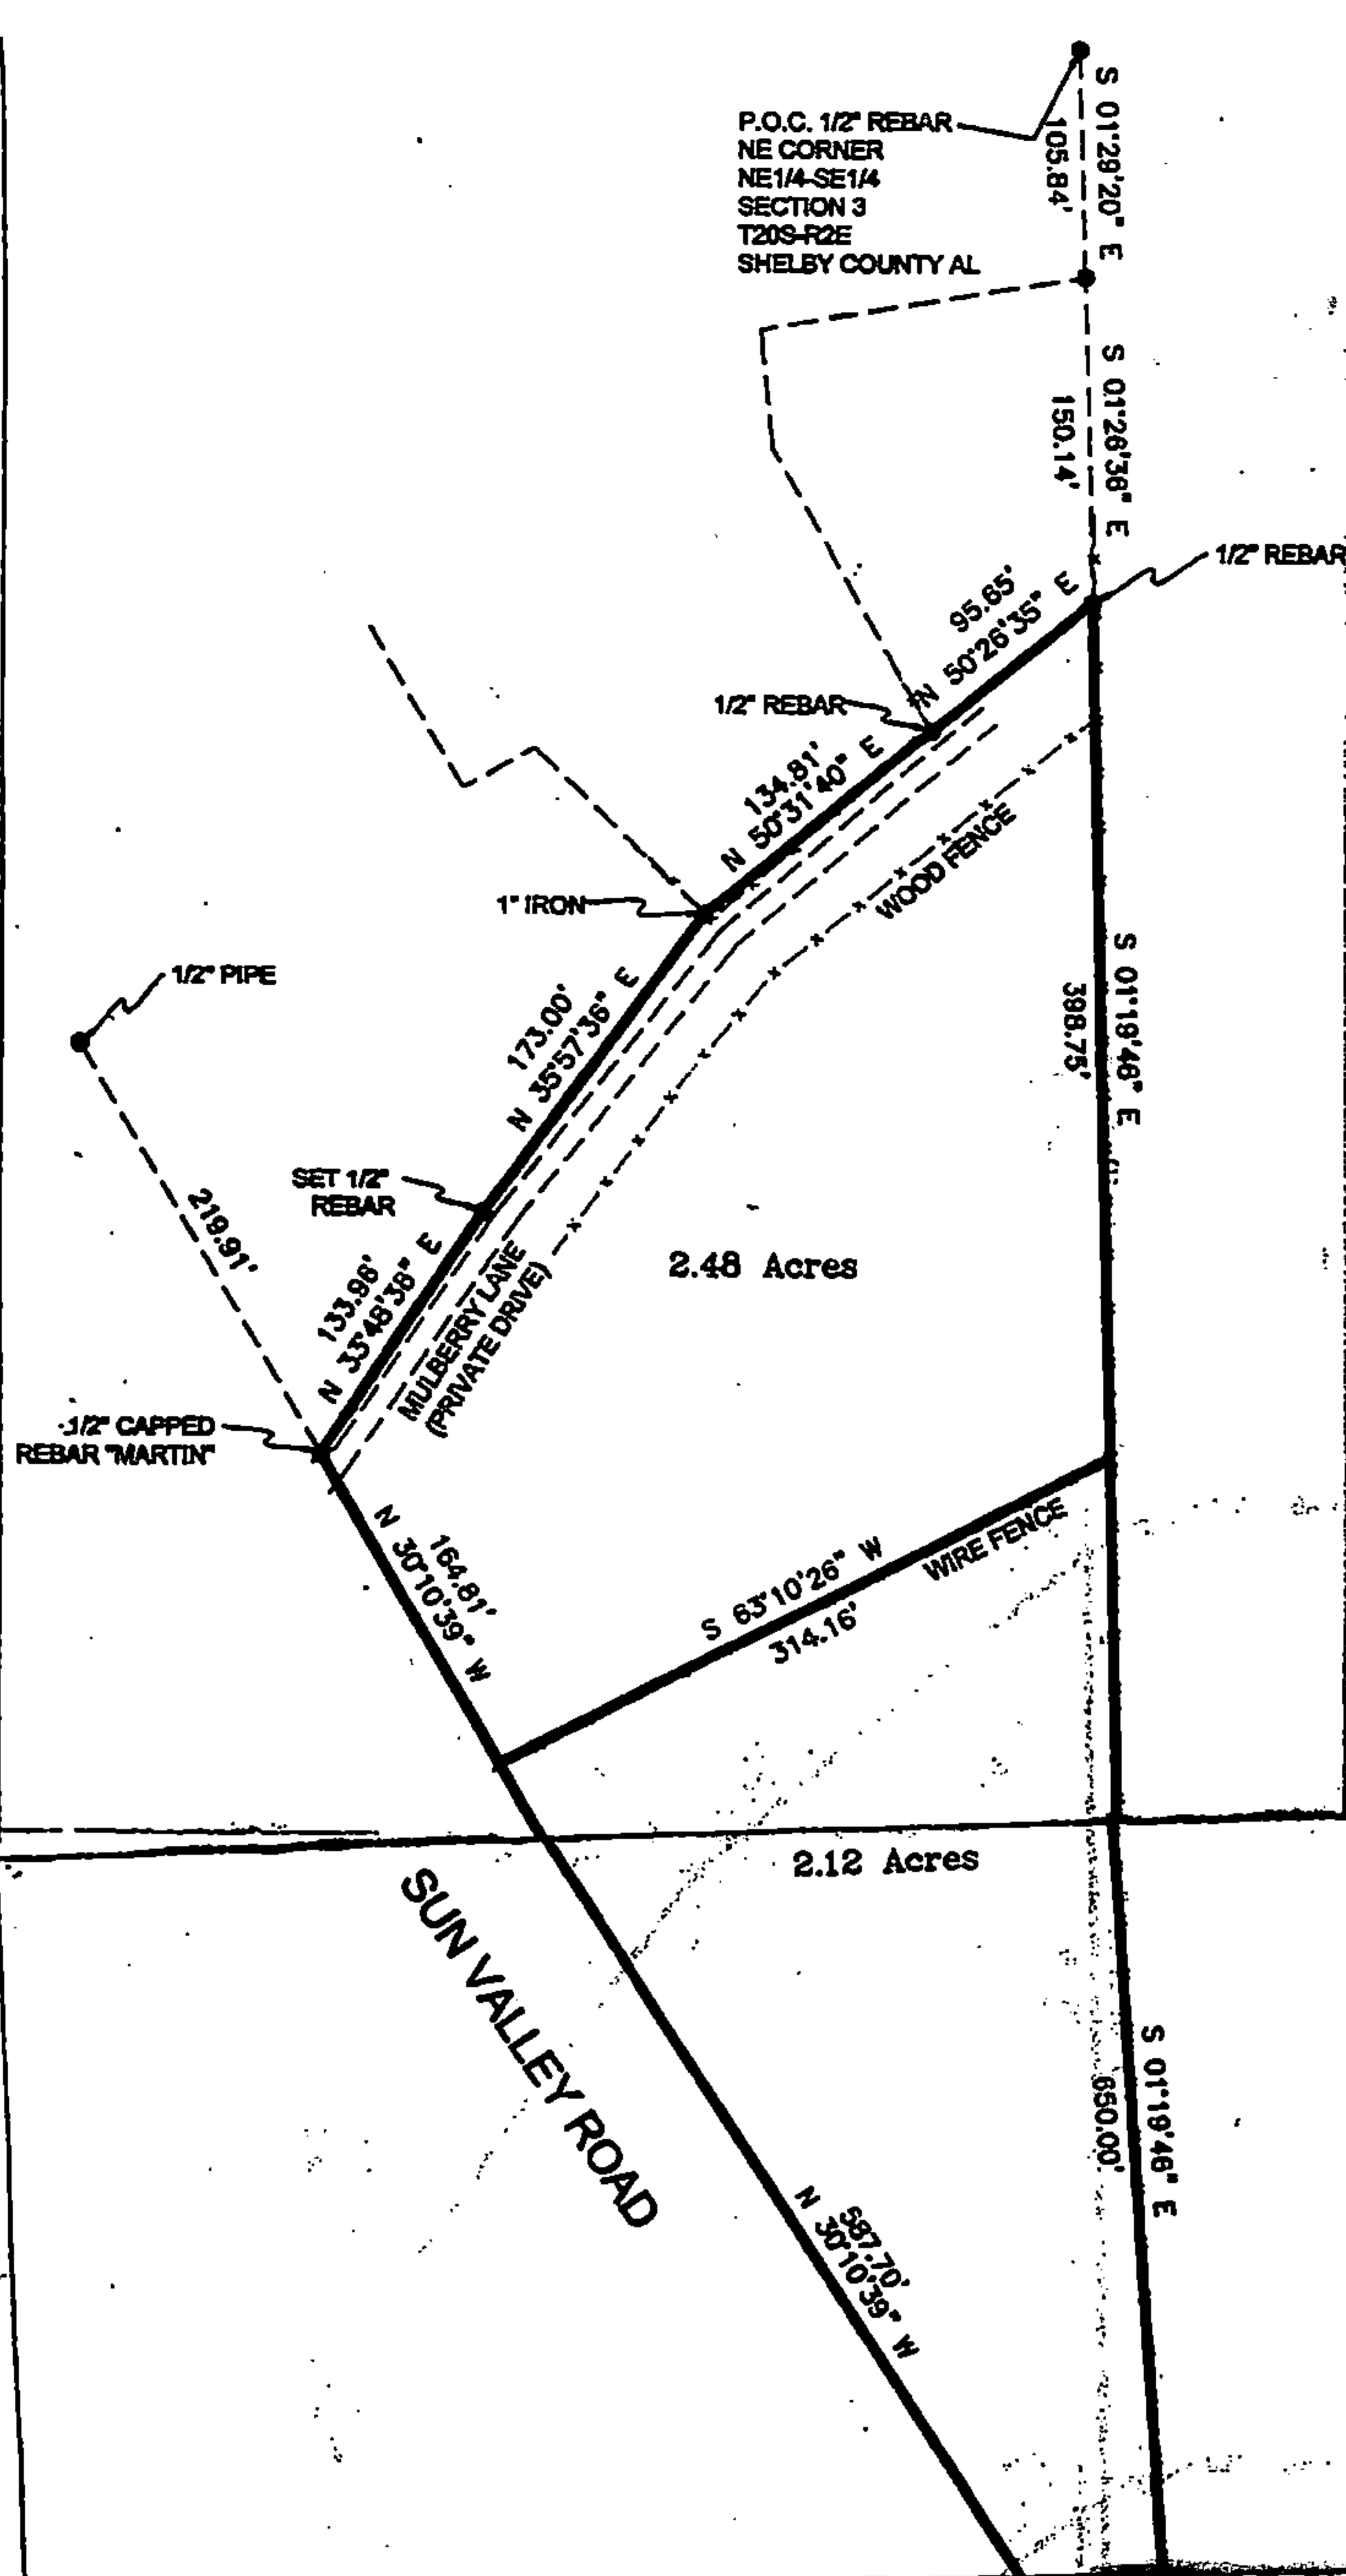 S 01°29'20" E
105.84'
P.O.C. 1/2" REBAR
NE CORNER
NE1/4-SE1/4
SECTION 3
T20S-R2E
SHELBY COUNTY AL
S 01°26'38" E
150.14'
1/2" REBAR
95.65'
N 50°26'35" E
1/2" REBAR
134.81'
N 50°31'40" E
WOOD FENCE
1" IRON
S 01°19'46" E
398.75'
1/2" PIPE
173.00'
N 35°57'36" E
SET 1/2"
REBAR
219.91'
2.48 Acres
133.96'
N 33°48'38" E
MULBERRY LANE
(PRIVATE DRIVE)
1/2" CAPPED
REBAR "MARTIN"
164.81'
N 30°10'39" W
WIRE FENCE
S 63°10'26" W
314.16'
2.12 Acres
SUN VALLEY ROAD
S 01°19'46" E
650.00'
587.70'
N 30°10'39" W